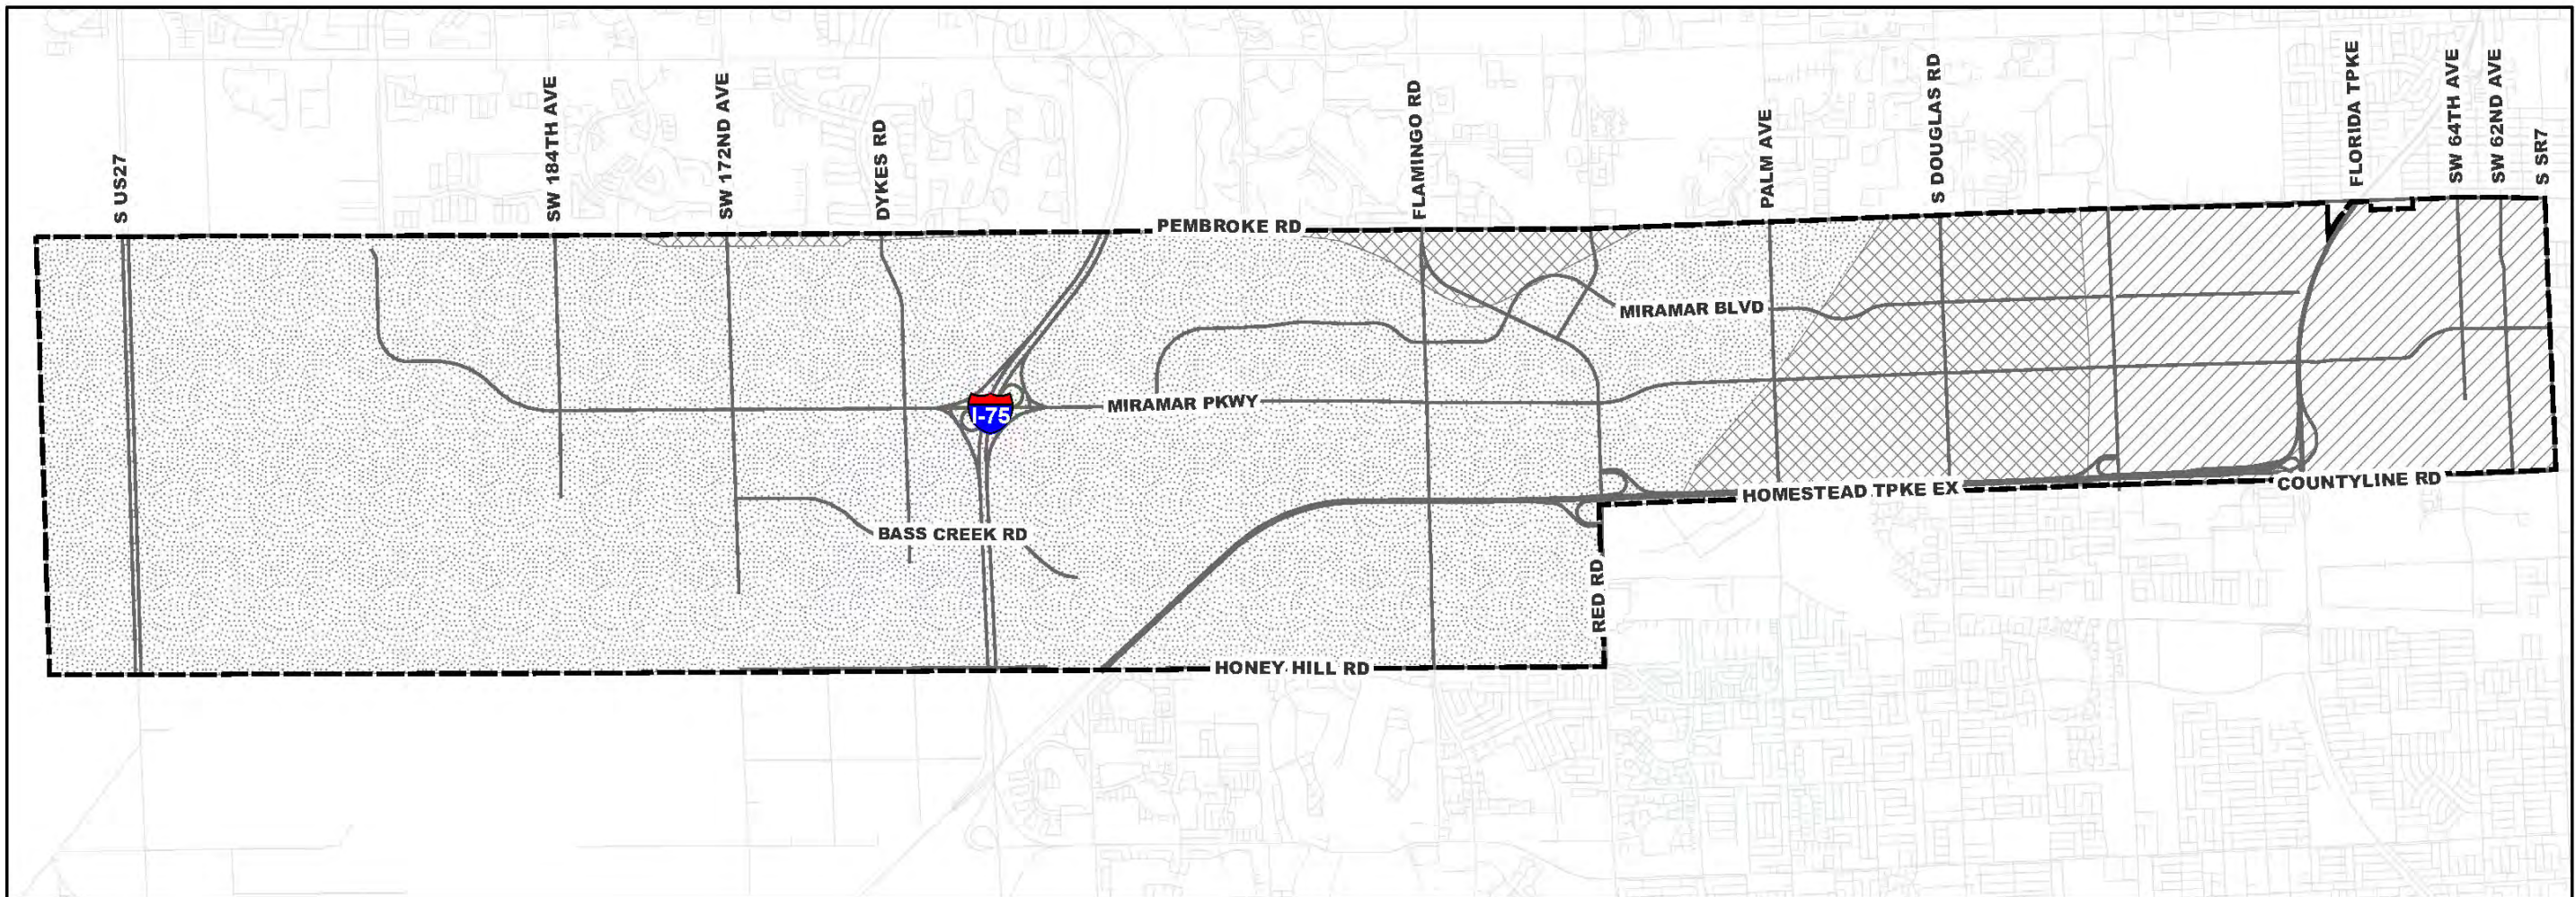 S US27
SW 184TH AVE
SW 172ND AVE
DYKES RD
FLAMINGO RD
PALM AVE
S DOUGLAS RD
FLORIDA TPKE
SW 64TH AVE
SW 62ND AVE
S SR7
PEMBROKE RD
MIRAMAR BLVD
I-75
MIRAMAR PKWY
HOMESTEAD TPKE EX
COUNTYLINE RD
BASS CREEK RD
RED RD
HONEY HILL RD